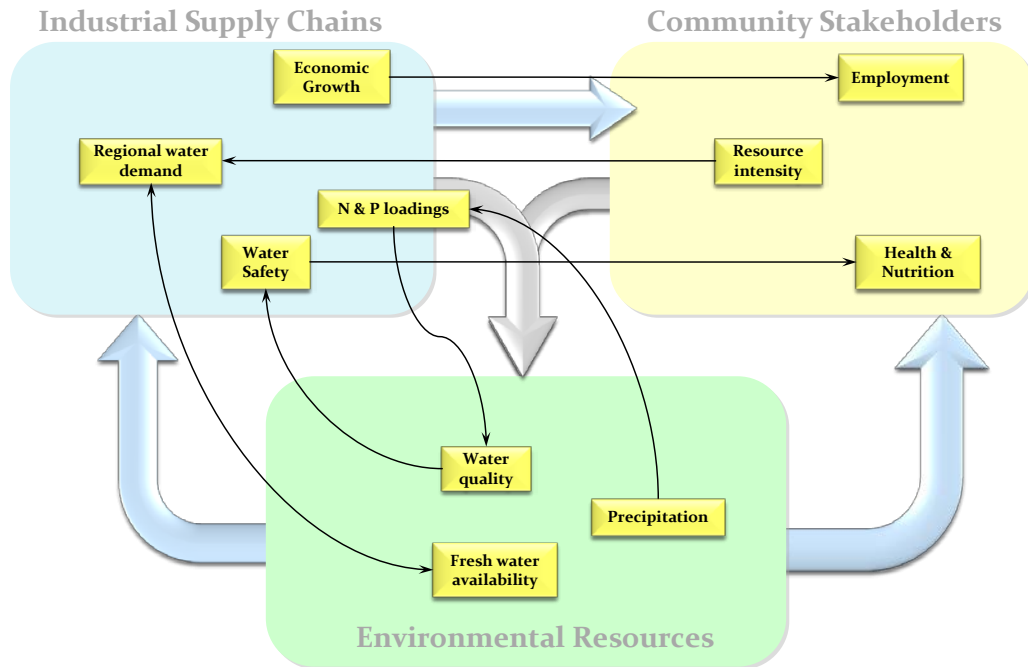 Industrial Supply Chains
Community Stakeholders
Economic
Growth
Employment
Regional water
demand
Resource
intensity
N & P loadings
Water
Safety
Health &
Nutrition
Water
quality
Precipitation
Fresh water
availability
Environmental Resources